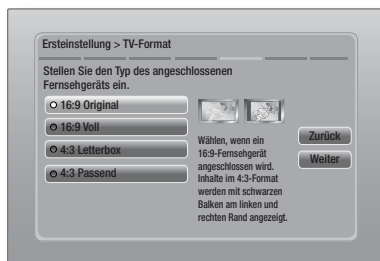 Ersteinstellung > TV-Format
Stellen Sie den Typ des angeschlossenen
Fernsehgeräts ein.
16:9 Original
16:9 Voll
4:3 Letterbox
4:3 Passend
Wählen, wenn ein
16:9-Fernsehgerät
angeschlossen wird.
Inhalte im 4:3-Format
werden mit schwarzen
Balken am linken und
rechten Rand angezeigt.
Zurück
Weiter